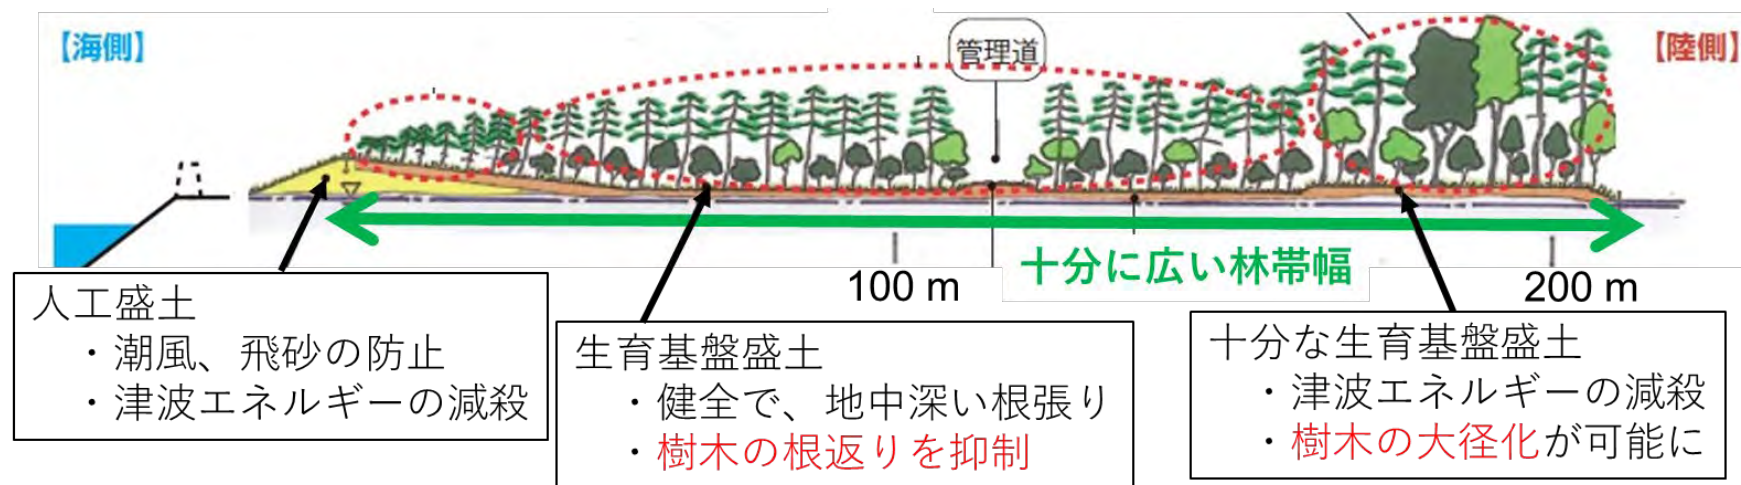 【海側】
管理道
【陸側】
十分に広い林帯幅
100 m
200 m
人工盛土
・潮風、飛砂の防止
・津波エネルギーの減殺
生育基盤盛土
・健全で、地中深い根張り
・樹木の根返りを抑制
十分な生育基盤盛土
・津波エネルギーの減殺
・樹木の大径化が可能に